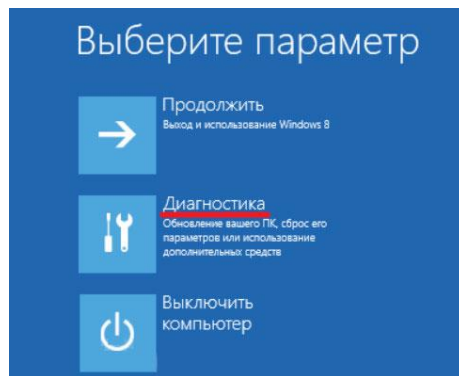 Выберите параметр
Продолжить
Выход и использование Windows 8
Диагностика
Обновление вашего ПК, сброс его
параметров или использование
дополнительных средств
Выключить
компьютер